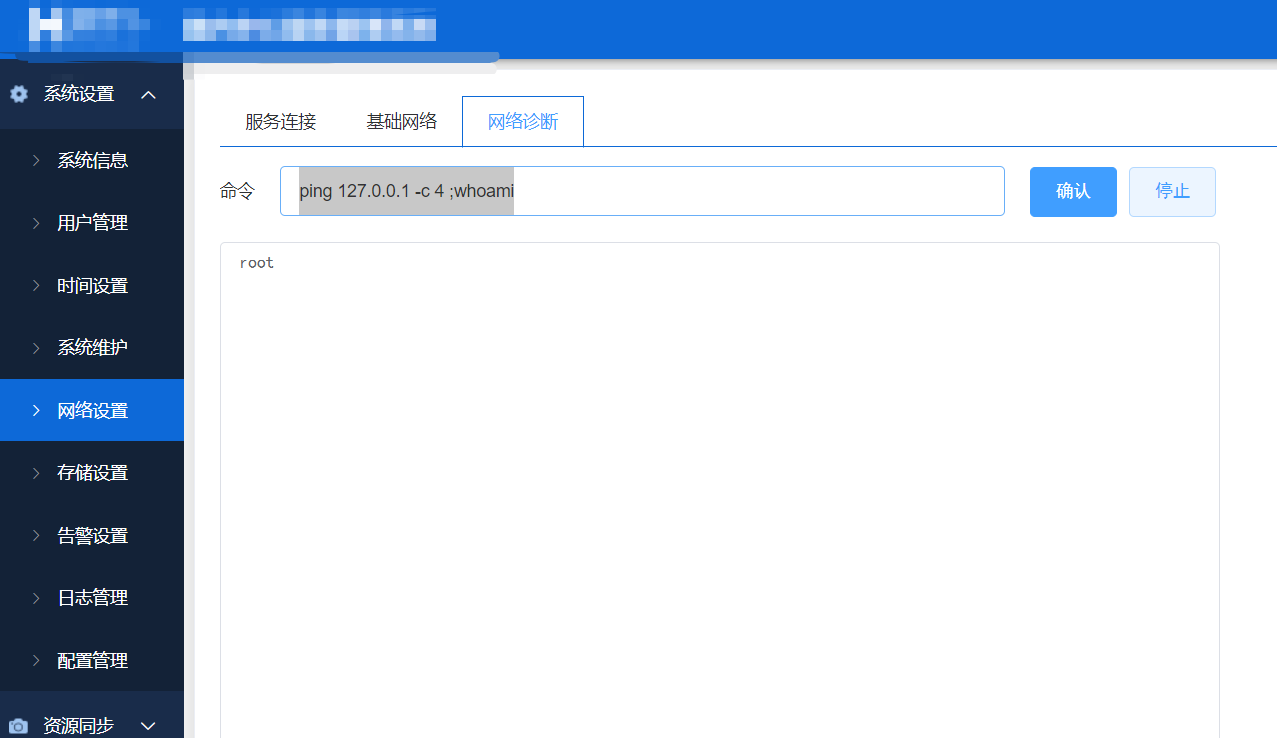 系统设置
系统信息
用户管理
时间设置
系统维护
网络设置
存储设置
告警设置
日志管理
配置管理
资源同步
服务连接 基础网络 网络诊断
命令 ping 127.0.0.1 -c 4 ;whoami 确认 停止
root